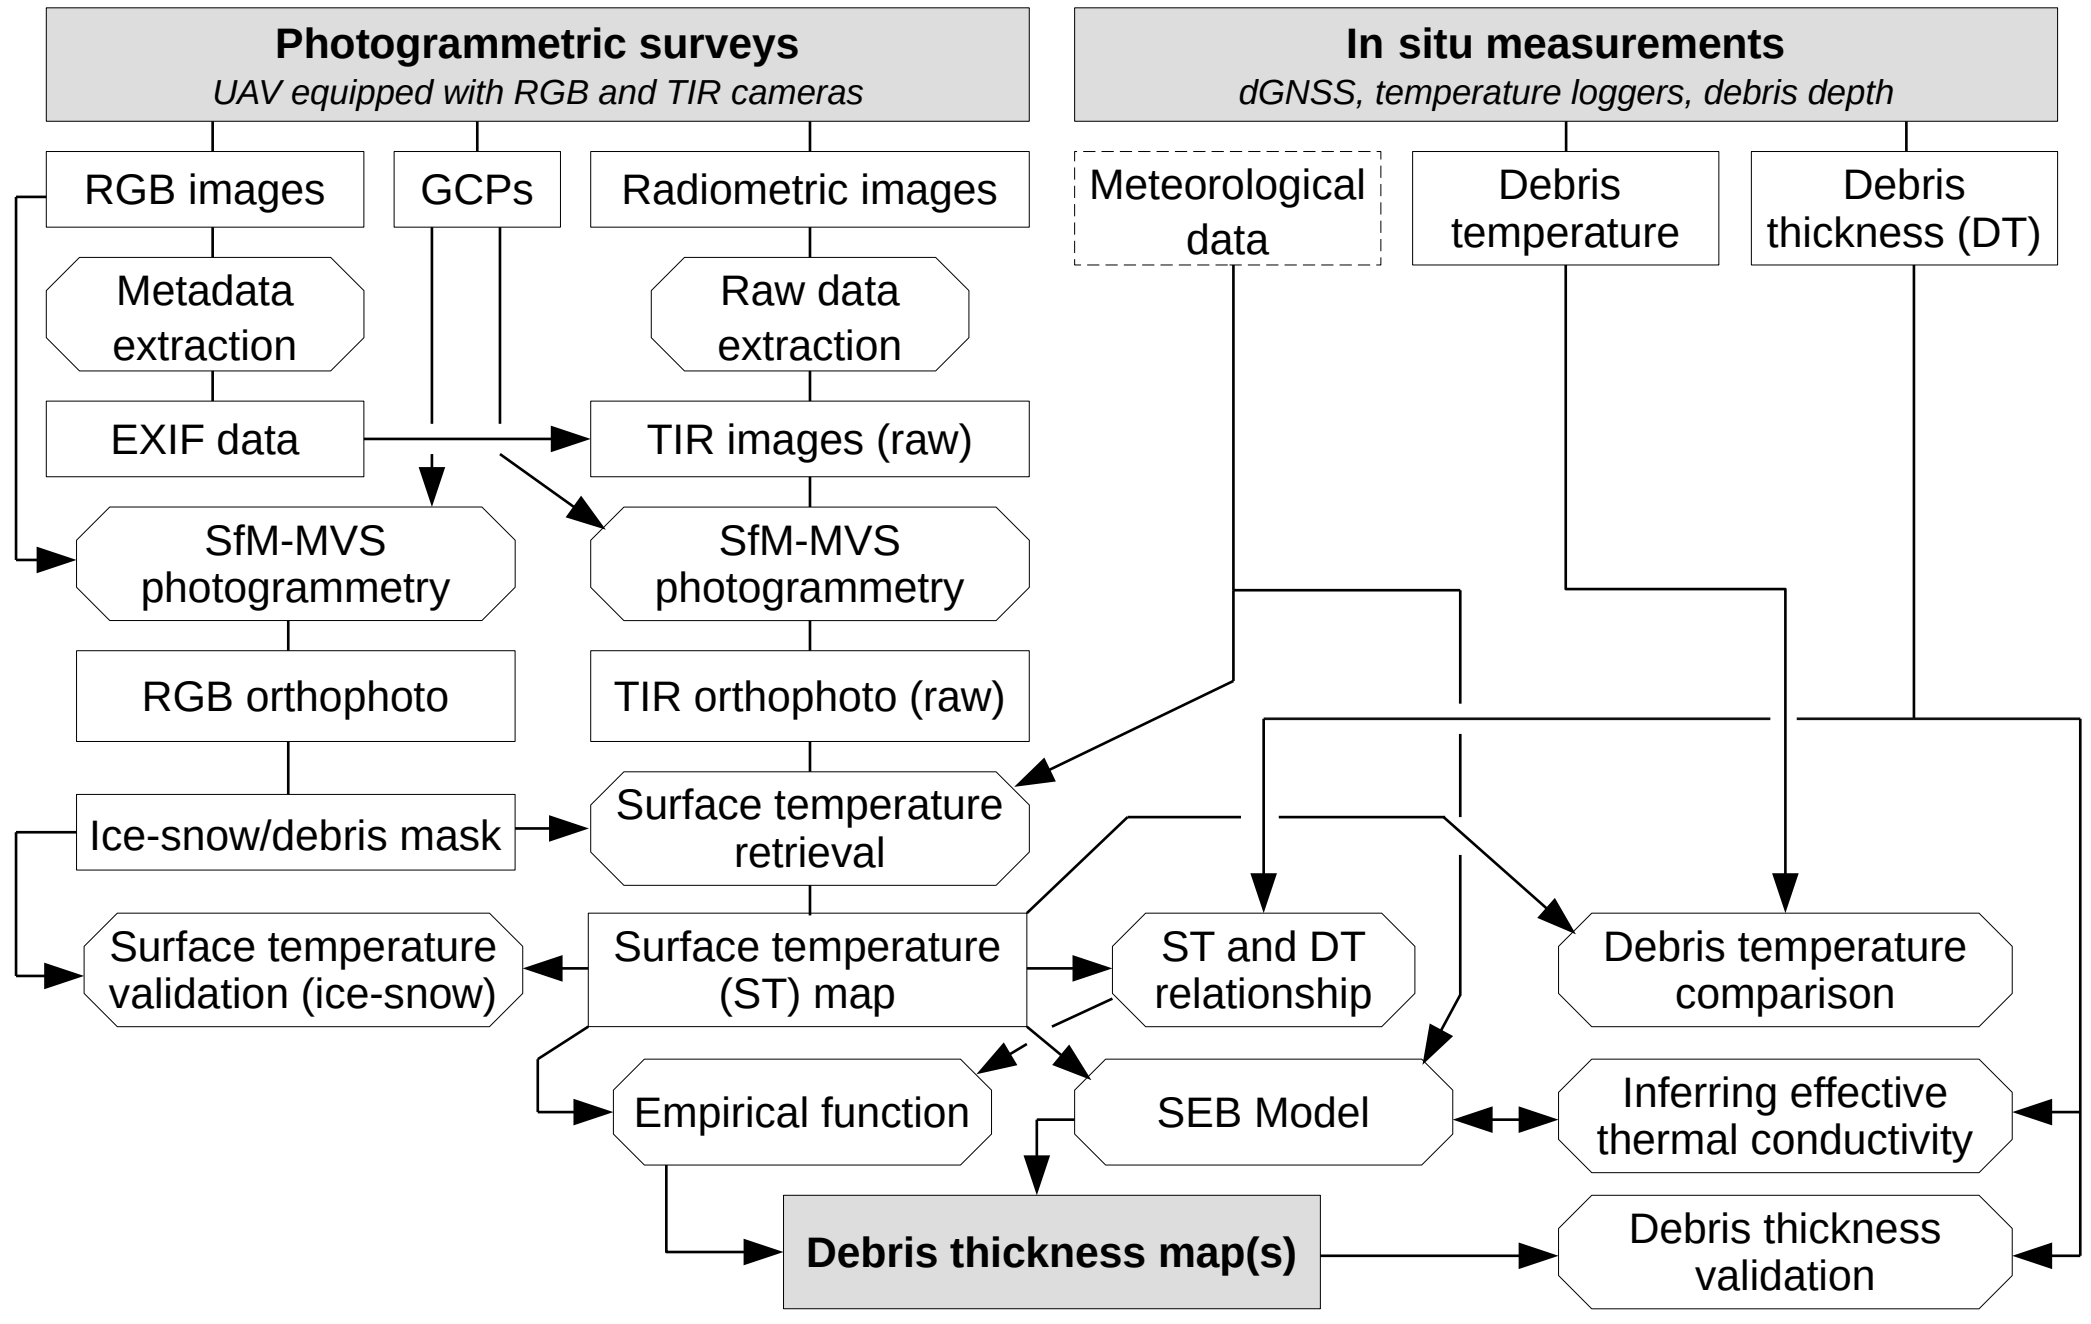 Photogrammetric surveys
UAV equipped with RGB and TIR cameras
In situ measurements
dGNSS, temperature loggers, debris depth
RGB images
GCPs
Radiometric images
Meteorological
data
Debris
temperature
Debris
thickness (DT)
Metadata
extraction
Raw data
extraction
EXIF data
TIR images (raw)
SfM-MVS
photogrammetry
SfM-MVS
photogrammetry
RGB orthophoto
TIR orthophoto (raw)
Ice-snow/debris mask
Surface temperature
retrieval
Surface temperature
validation (ice-snow)
Surface temperature
(ST) map
ST and DT
relationship
Debris temperature
comparison
Empirical function
SEB Model
Inferring effective
thermal conductivity
Debris thickness map(s)
Debris thickness
validation